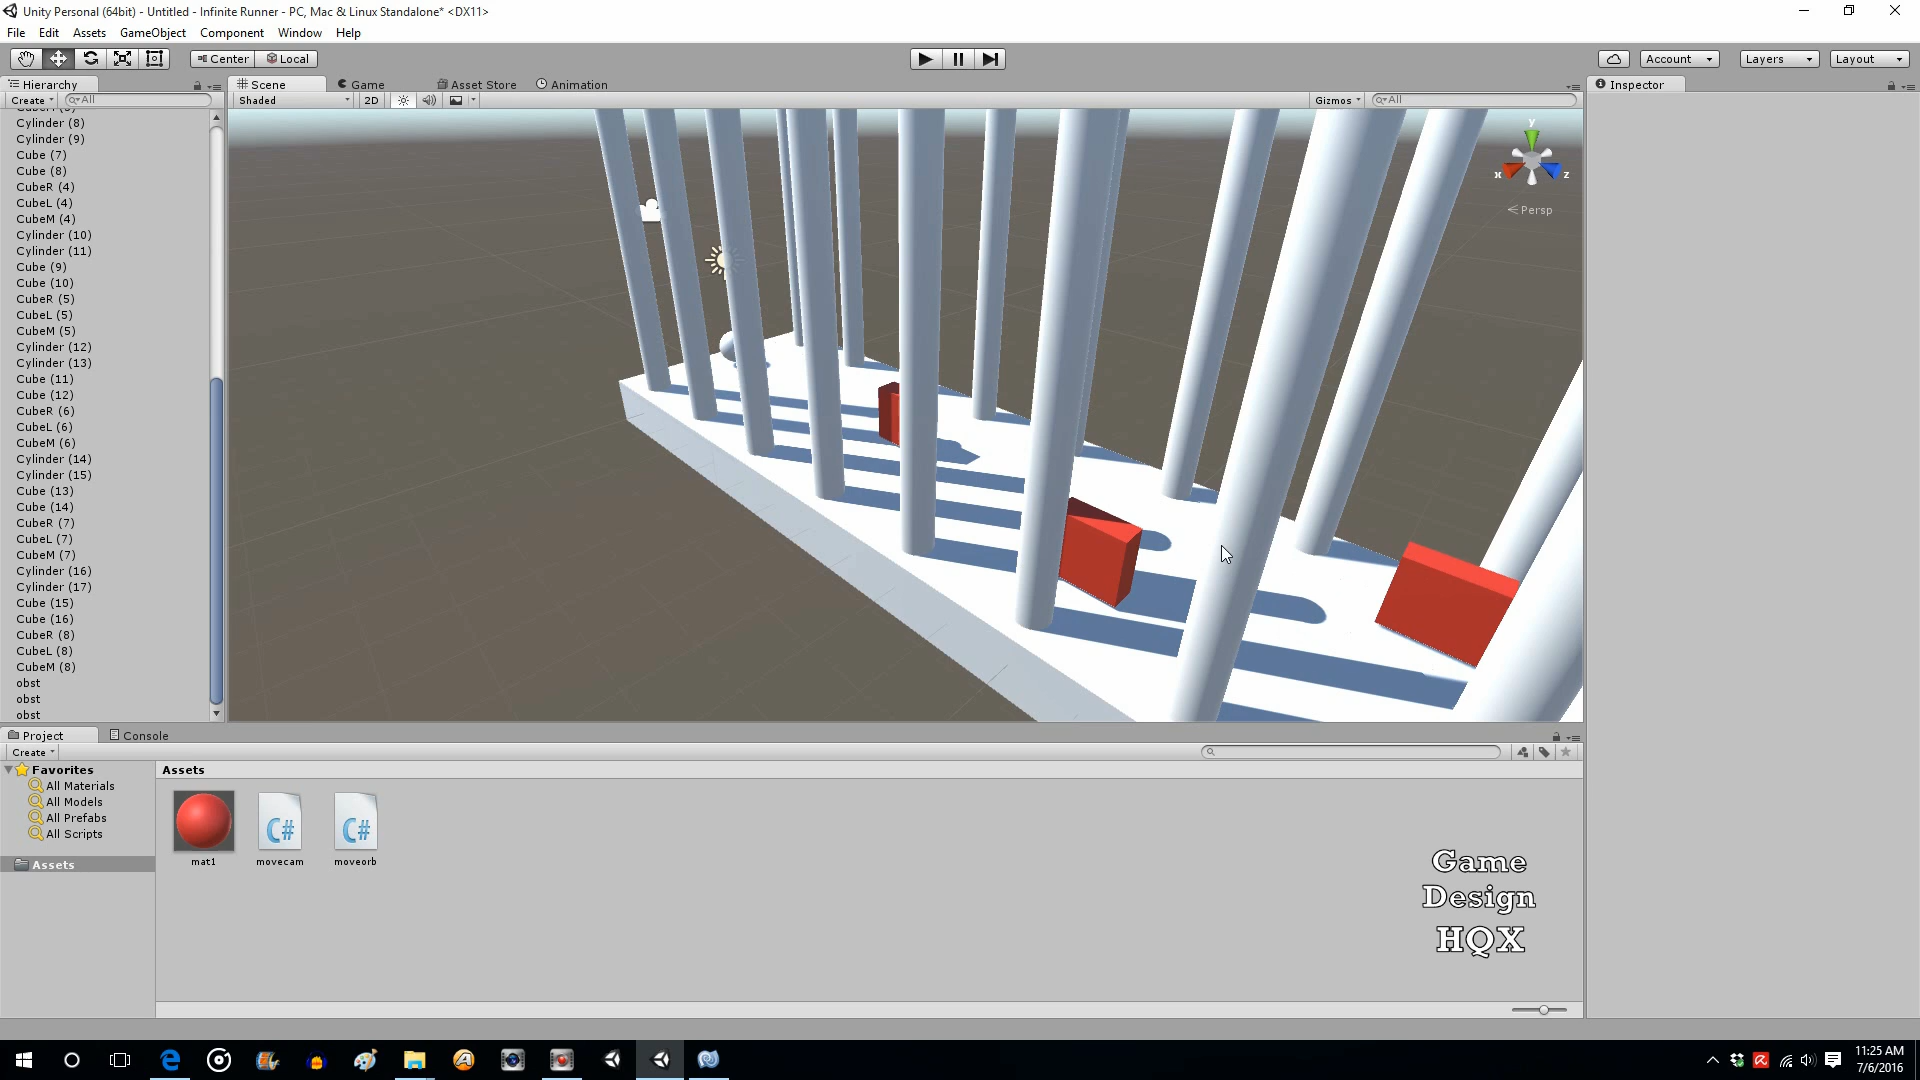 Unity Personal (64bit) - Untitled - Infinite Runner - PC, Mac & Linux Standalone* <DX11>
File Edit Assets GameObject Component Window Help
Center Local Account Layers Layout
Hierarchy
Scene Game Asset Store Animation
Inspector
Create All
Shaded 2D Gizmos All
Cylinder (8)
Cylinder (9)
Cube (7)
Cube (8)
CubeR (4)
CubeL (4)
CubeM (4)
Cylinder (10)
Cylinder (11)
Cube (9)
Cube (10)
CubeR (5)
CubeL (5)
CubeM (5)
Cylinder (12)
Cylinder (13)
Cube (11)
Cube (12)
CubeR (6)
CubeL (6)
CubeM (6)
Cylinder (14)
Cylinder (15)
Cube (13)
Cube (14)
CubeR (7)
CubeL (7)
CubeM (7)
Cylinder (16)
Cylinder (17)
Cube (15)
Cube (16)
CubeR (8)
CubeL (8)
CubeM (8)
obst
obst
obst
y
x z
Persp
Project Console
Create
Favorites
All Materials
All Models
All Prefabs
All Scripts
Assets
Assets
C# C#
mat1 movecam moveorb
Game
Design
HQX
11:25 AM
7/6/2016